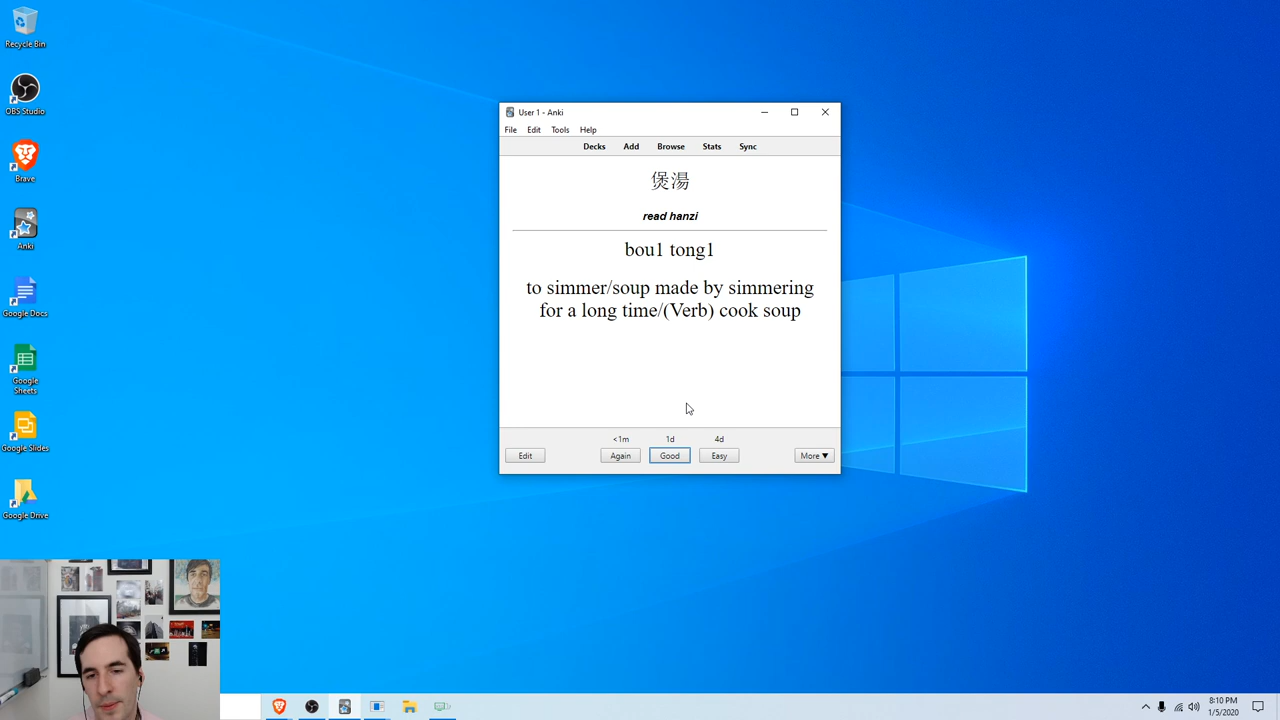 Recycle Bin
OBS Studio
Brave
Anki
Google Docs
Google
Sheets
Google Slides
Google Drive
User 1 - Anki
File Edit Tools Help
Decks Add Browse Stats Sync
煲湯
read hanzi
bou1 tong1
to simmer/soup made by simmering
for a long time/(Verb) cook soup
<1m 1d 4d
Edit Again Good Easy More ▼
8:10 PM
1/5/2020